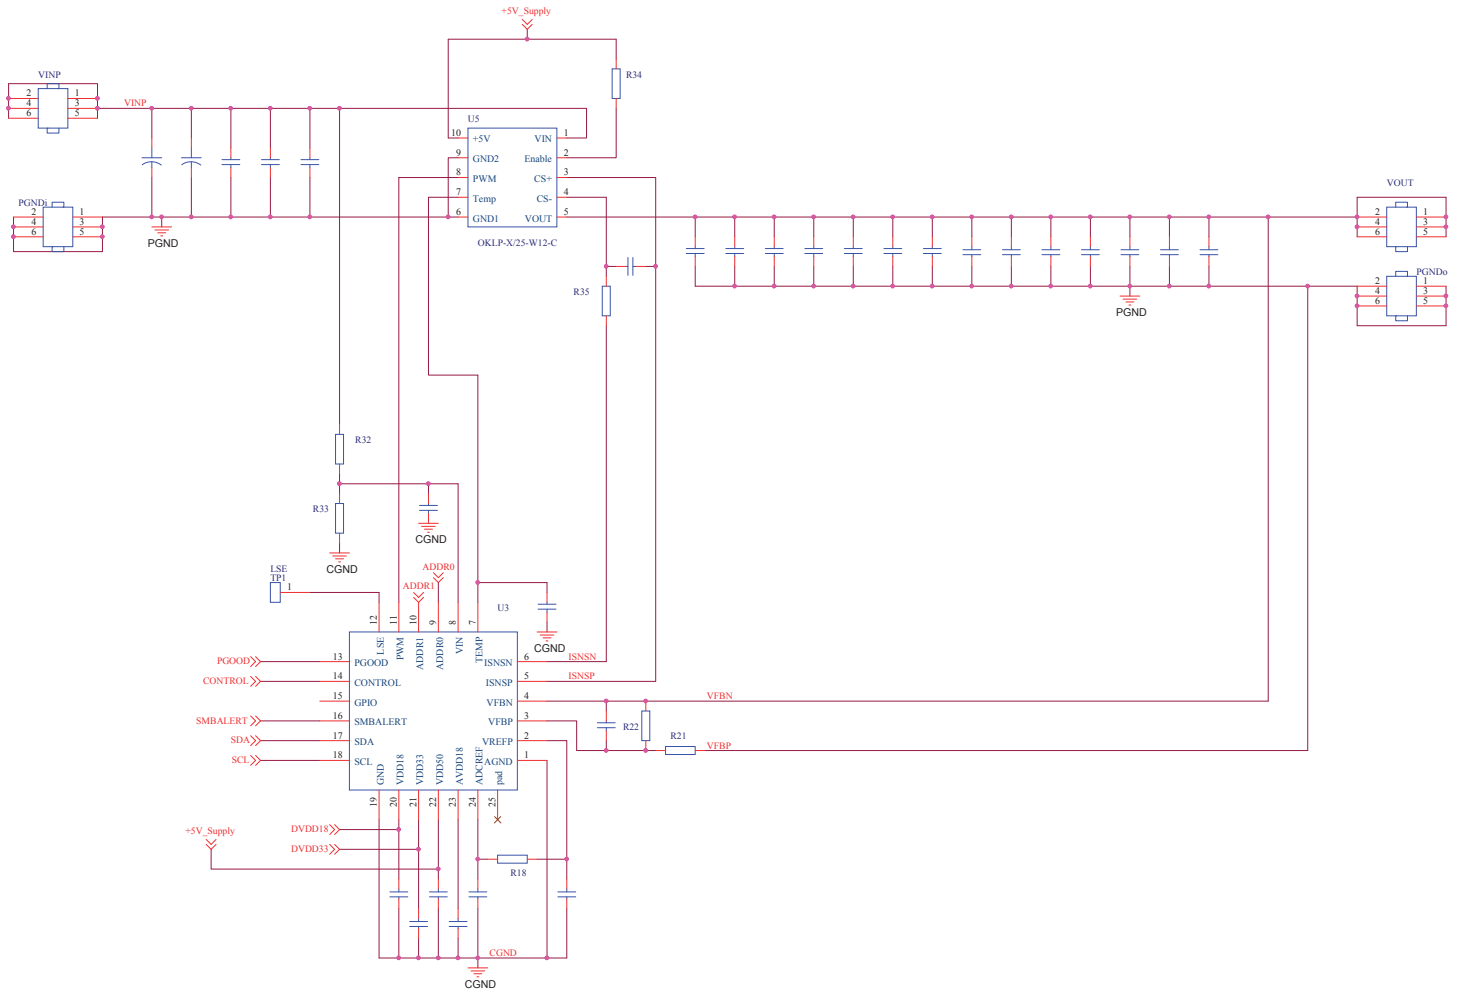 +5V_Supply
VINP
2 1
4 3
6 5
VINP
R34
U5
10 +5V VIN 1
9 GND2 Enable 2
8 PWM CS+ 3
7 Temp CS- 4
6 GND1 VOUT 5
OKLP-X/25-W12-C
PGNDi
2 1
4 3
6 5
PGND
VOUT
2 1
4 3
6 5
PGNDo
2 1
4 3
6 5
PGND
R35
R32
R33
CGND
CGND
LSE
TP1
1
ADDR0
ADDR1
U3
CGND
12 11 10 9 8 7
LSE PWM ADDR1 ADDR0 VIN TEMP
PGOOD 13 PGOOD ISNSN 6 ISNSN
CONTROL 14 CONTROL ISNSP 5 ISNSP
15 GPIO VFBN 4 VFBN
SMBALERT 16 SMBALERT VFBP 3
R22
R21
SDA 17 SDA VREFP 2 VFBP
SCL 18 SCL AGND 1
GND VDD18 VDD33 VDD50 AVDD18 ADCREF pad
19 20 21 22 23 24 25
+5V_Supply
DVDD18
DVDD33
R18
CGND
CGND